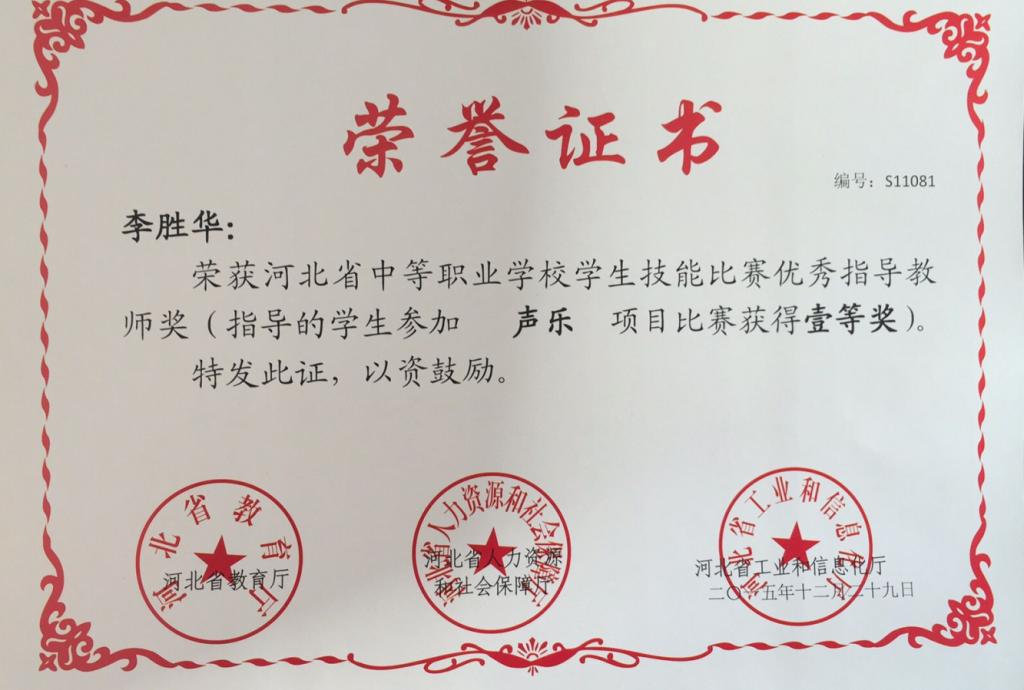 荣誉证书
编号：S11081
李胜华：
荣获河北省中等职业学校学生技能比赛优秀指导教
师奖（指导的学生参加 声乐 项目比赛获得壹等奖）。
特发此证，以资鼓励。
河北省教育厅
河北省教育厅
河北省人力资源和社会保障厅
河北省人力资源
和社会保障厅
河北省工业和信息化厅
河北省工业和信息化厅
二〇一五年十二月二十九日